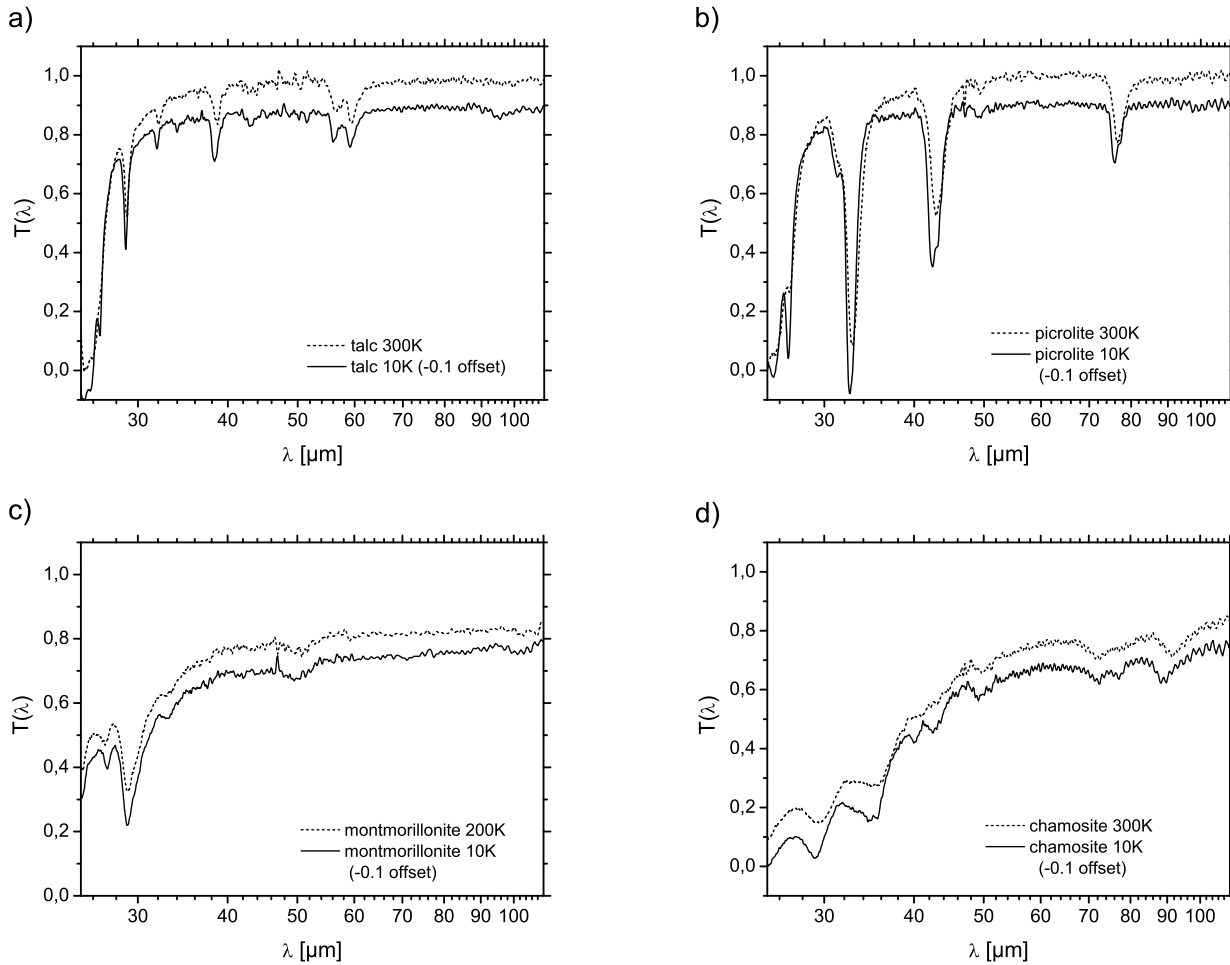 a)
1,0
0,8
0,6
0,4
0,2
0,0
T(λ)
talc 300K
talc 10K (-0.1 offset)
30 40 50 60 70 80 90 100
λ [µm]
b)
1,0
0,8
0,6
0,4
0,2
0,0
T(λ)
picrolite 300K
picrolite 10K
(-0.1 offset)
30 40 50 60 70 80 90 100
λ [µm]
c)
1,0
0,8
0,6
0,4
0,2
0,0
T(λ)
montmorillonite 200K
montmorillonite 10K
(-0.1 offset)
30 40 50 60 70 80 90 100
λ [µm]
d)
1,0
0,8
0,6
0,4
0,2
0,0
T(λ)
chamosite 300K
chamosite 10K
(-0.1 offset)
30 40 50 60 70 80 90 100
λ [µm]